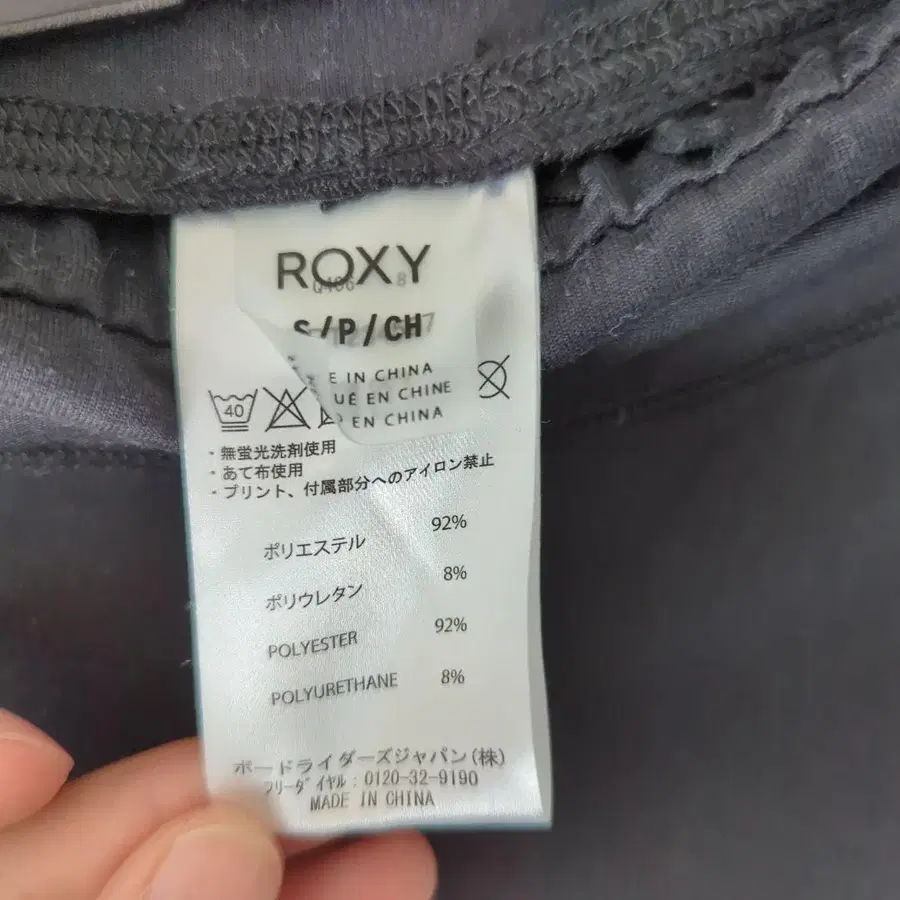 ROXY
S/P/CH
E IN CHINA
UÉ EN CHINE
EN CHINA
40
・無蛍光洗剤使用
・あて布使用
・プリント、付属部分へのアイロン禁止
ポリエステル 92%
ポリウレタン 8%
POLYESTER 92%
POLYURETHANE 8%
ボードライダーズジャパン(株)
フリーダイヤル:0120-32-9190
MADE IN CHINA